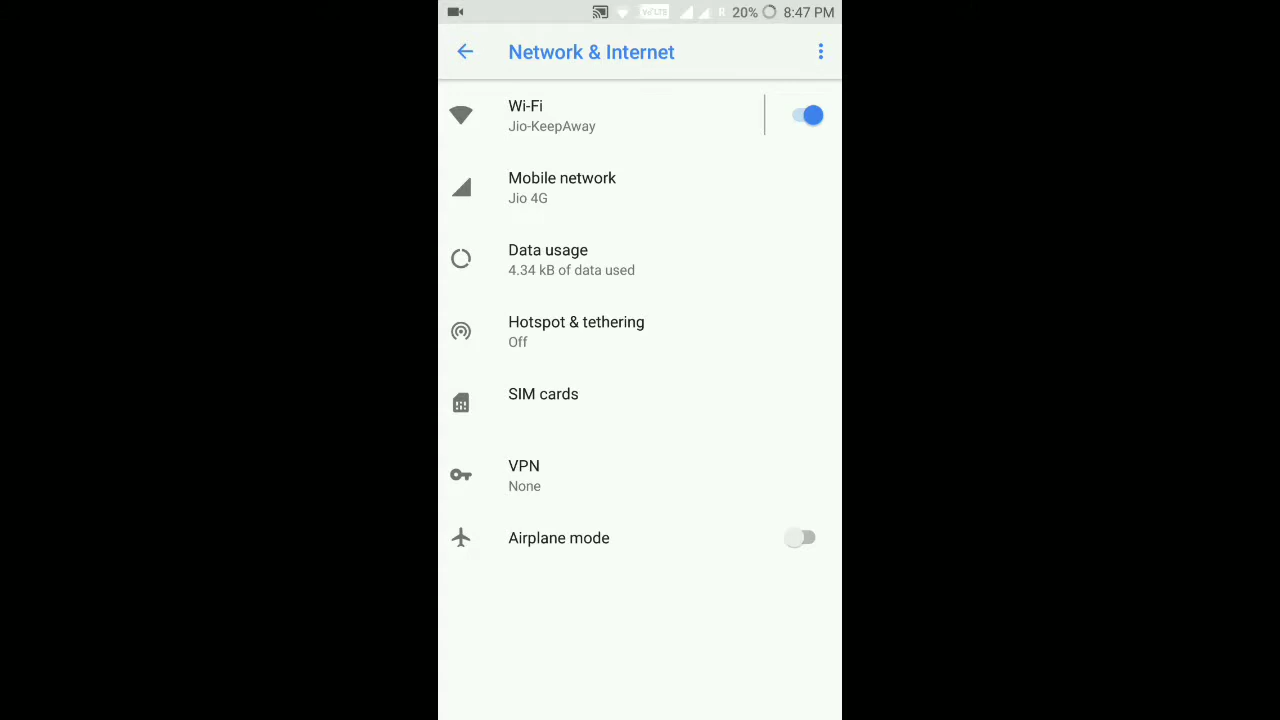 VoLTE R 20% 8:47 PM
Network & Internet
Wi-Fi
Jio-KeepAway
Mobile network
Jio 4G
Data usage
4.34 kB of data used
Hotspot & tethering
Off
SIM cards
VPN
None
Airplane mode